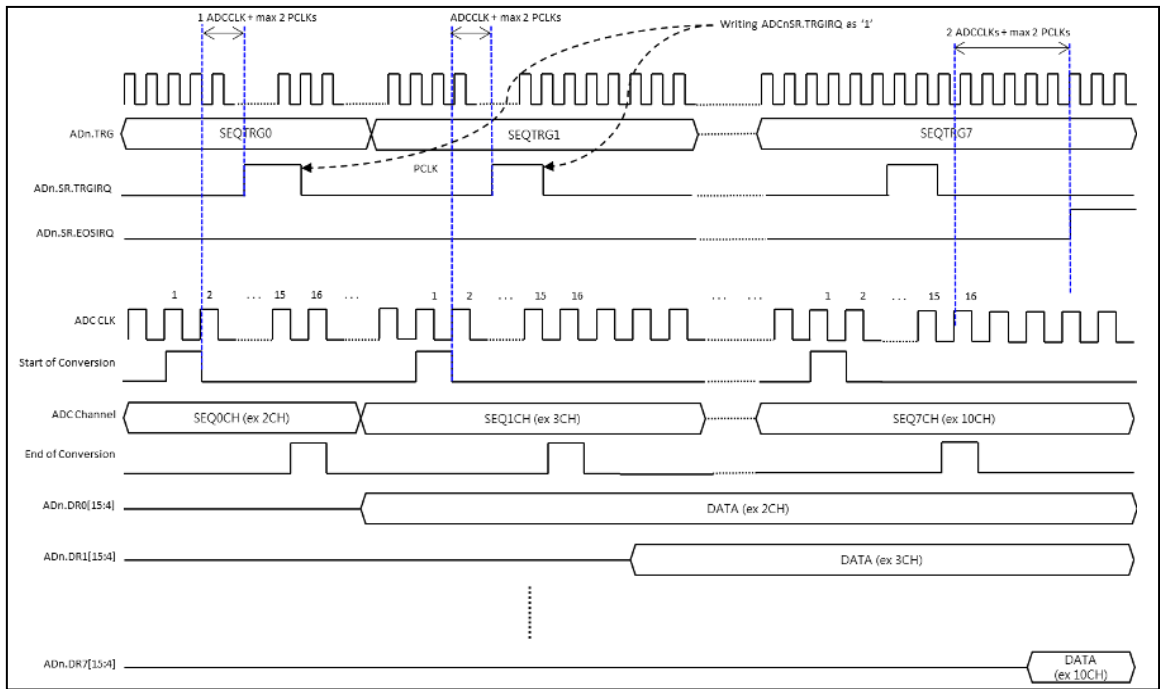 1 ADCCLK + max 2 PCLKs
ADCCLK + max 2 PCLKs
Writing ADCnSR.TRGIRQ as '1'
2 ADCCLKs + max 2 PCLKs
ADn.TRG
SEQTRG0
SEQTRG1
SEQTRG7
PCLK
ADn.SR.TRGIRQ
ADn.SR.EOSIRQ
1 2 ... 15 16 ... 1 2 ... 15 16 ... ... 1 2 ... 15 16
ADC CLK
Start of Conversion
ADC Channel
SEQ0CH (ex 2CH)
SEQ1CH (ex 3CH)
SEQ7CH (ex 10CH)
End of Conversion
ADn.DR0[15:4]
DATA (ex 2CH)
ADn.DR1[15:4]
DATA (ex 3CH)
ADn.DR7[15:4]
DATA
(ex 10CH)